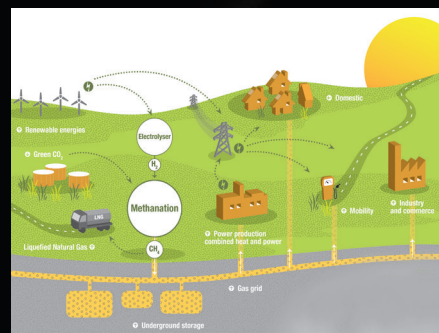 Renewable energies
Electrolyser
Domestic
Green CO₂
H₂
Methanation
LNG
Liquefied Natural Gas
CH₄
Power production
combined heat and power
Mobility
Industry
and commerce
Gas grid
Underground storage